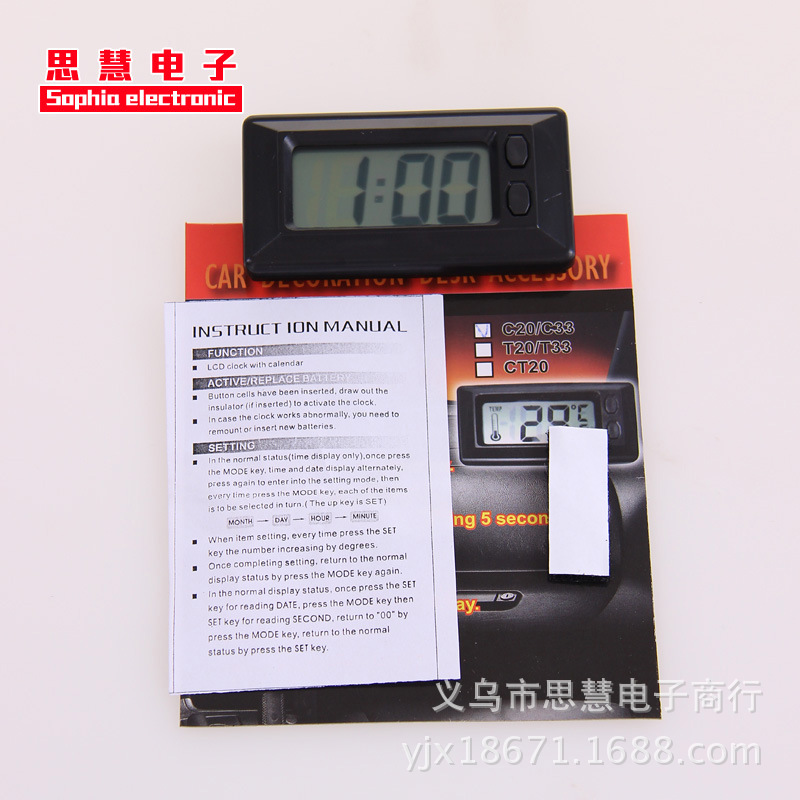 思慧电子
Sophia electronic
1:00
CAR DECORATION DESK ACCESSORY
C20/C33
T20/T33
CT20
TEMP
INSTRUCTION MANUAL
FUNCTION
LCD clock with calendar
ACTIVE/REPLACE BATTERY
Button cells have been inserted, draw out the
insulator (if inserted) to activate the clock.
In case the clock works abnormally, you need to
remount or insert new batteries.
SETTING
In the normal status(time display only),once press
the MODE key, time and date display alternately,
press again to enter into the setting mode, then
every time press the MODE key, each of the items
is to be selected in turn.( The up key is SET)
MONTH → DAY → HOUR → MINUTE
When item setting, every time press the SET
key the number increasing by degrees.
Once completing setting, return to the normal
display status by press the MODE key again.
In the normal display status, once press the SET
key for reading DATE, press the MODE key then
SET key for reading SECOND, return to "00" by
press the MODE key, return to the normal
status by press the SET key.
ng 5 secon
ay.
义乌市思慧电子商行
yjx18671.1688.com